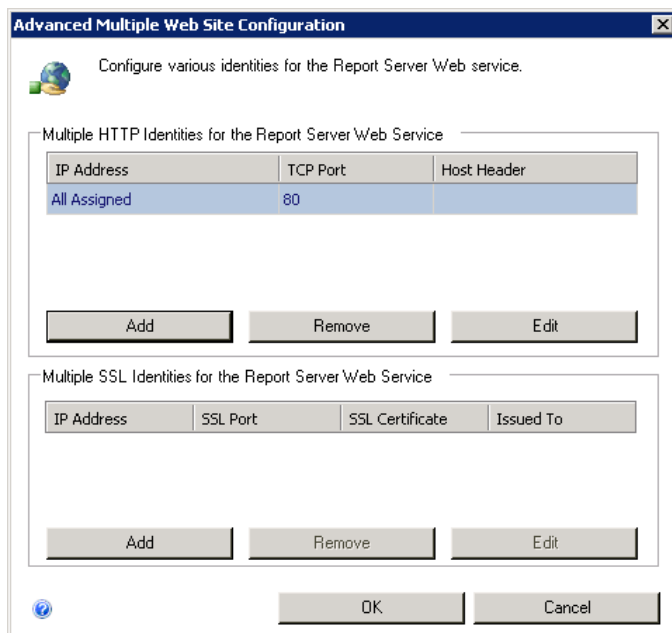 Advanced Multiple Web Site Configuration
Configure various identities for the Report Server Web service.
Multiple HTTP Identities for the Report Server Web Service
IP Address TCP Port Host Header
All Assigned 80
Add Remove Edit
Multiple SSL Identities for the Report Server Web Service
IP Address SSL Port SSL Certificate Issued To
Add Remove Edit
OK Cancel